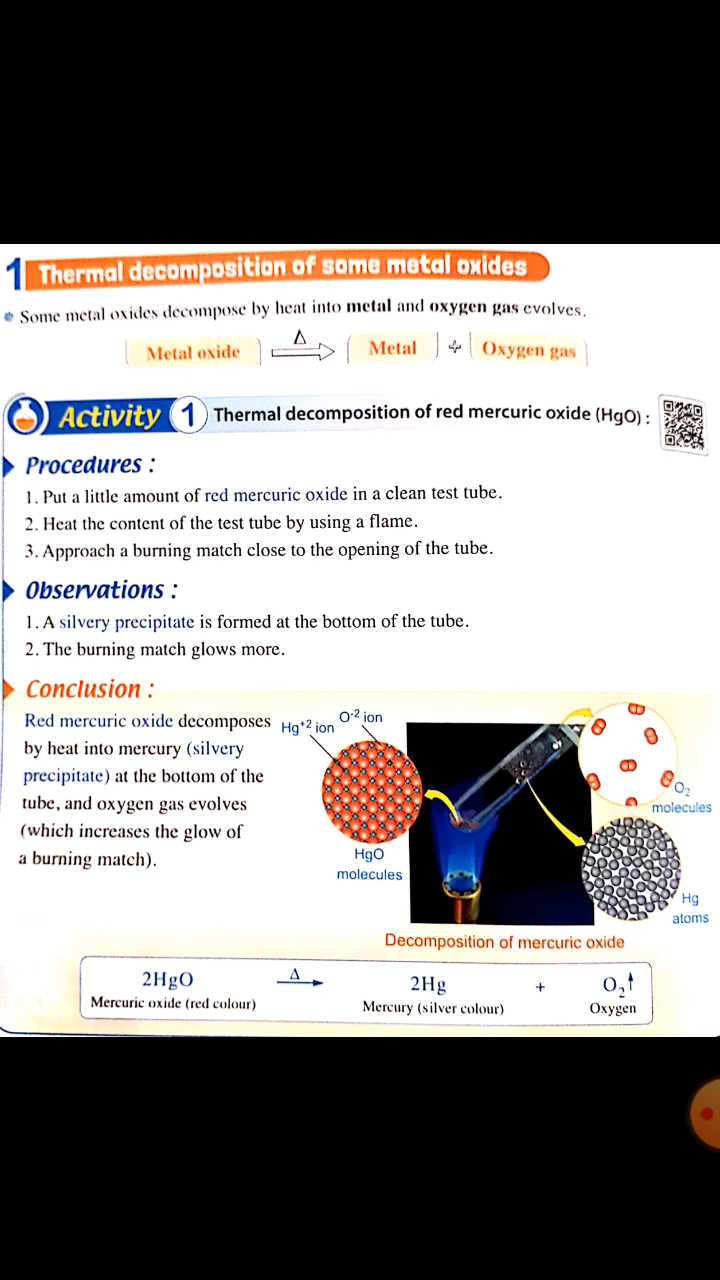 1 Thermal decomposition of some metal oxides
Some metal oxides decompose by heat into metal and oxygen gas evolves.
Metal oxide Δ Metal + Oxygen gas
Activity 1 Thermal decomposition of red mercuric oxide (HgO) :
Procedures :
1. Put a little amount of red mercuric oxide in a clean test tube.
2. Heat the content of the test tube by using a flame.
3. Approach a burning match close to the opening of the tube.
Observations :
1. A silvery precipitate is formed at the bottom of the tube.
2. The burning match glows more.
Conclusion :
Red mercuric oxide decomposes
by heat into mercury (silvery
precipitate) at the bottom of the
tube, and oxygen gas evolves
(which increases the glow of
a burning match).
Hg⁺² ion
O⁻² ion
HgO
molecules
O₂
molecules
Hg
atoms
Decomposition of mercuric oxide
2HgO Δ 2Hg + O₂↑
Mercuric oxide (red colour) Mercury (silver colour) Oxygen